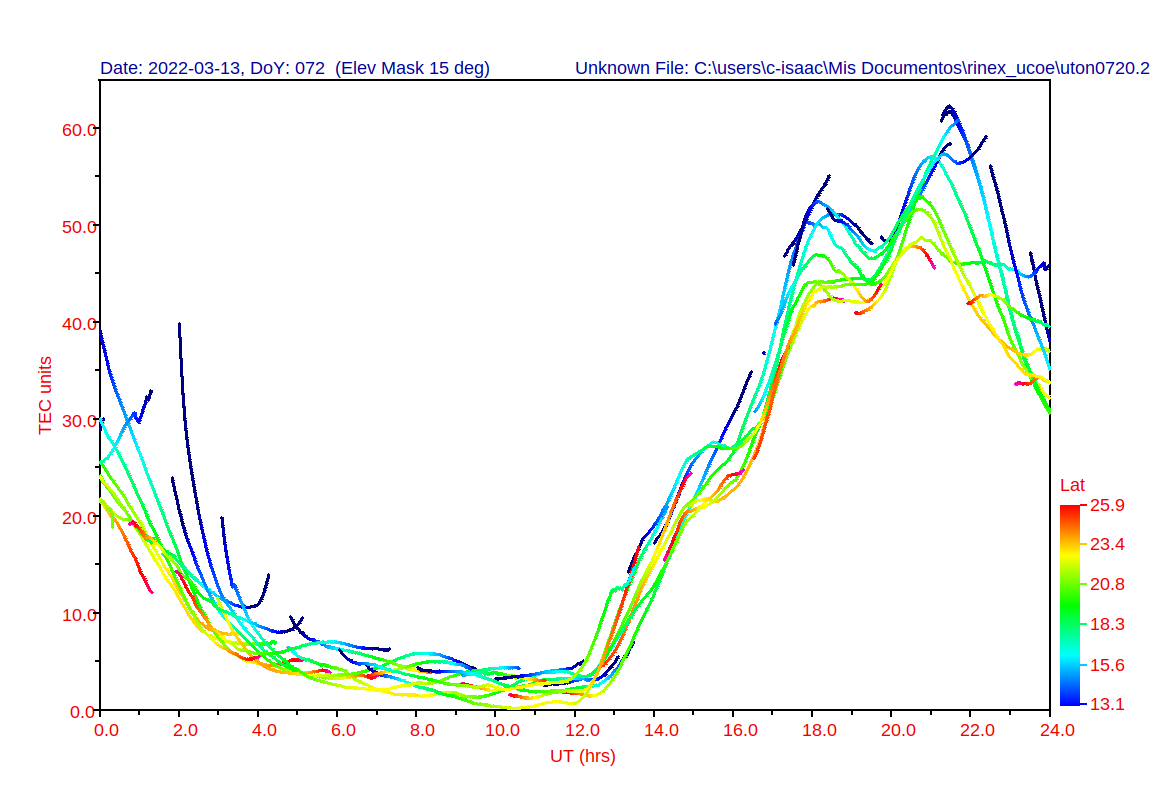 Date: 2022-03-13, DoY: 072  (Elev Mask 15 deg)
Unknown File: C:\users\c-isaac\Mis Documentos\rinex_ucoe\uton0720.2
60.0
50.0
40.0
30.0
20.0
10.0
0.0
TEC units
0.0 2.0 4.0 6.0 8.0 10.0 12.0 14.0 16.0 18.0 20.0 22.0 24.0
UT (hrs)
Lat
25.9
23.4
20.8
18.3
15.6
13.1